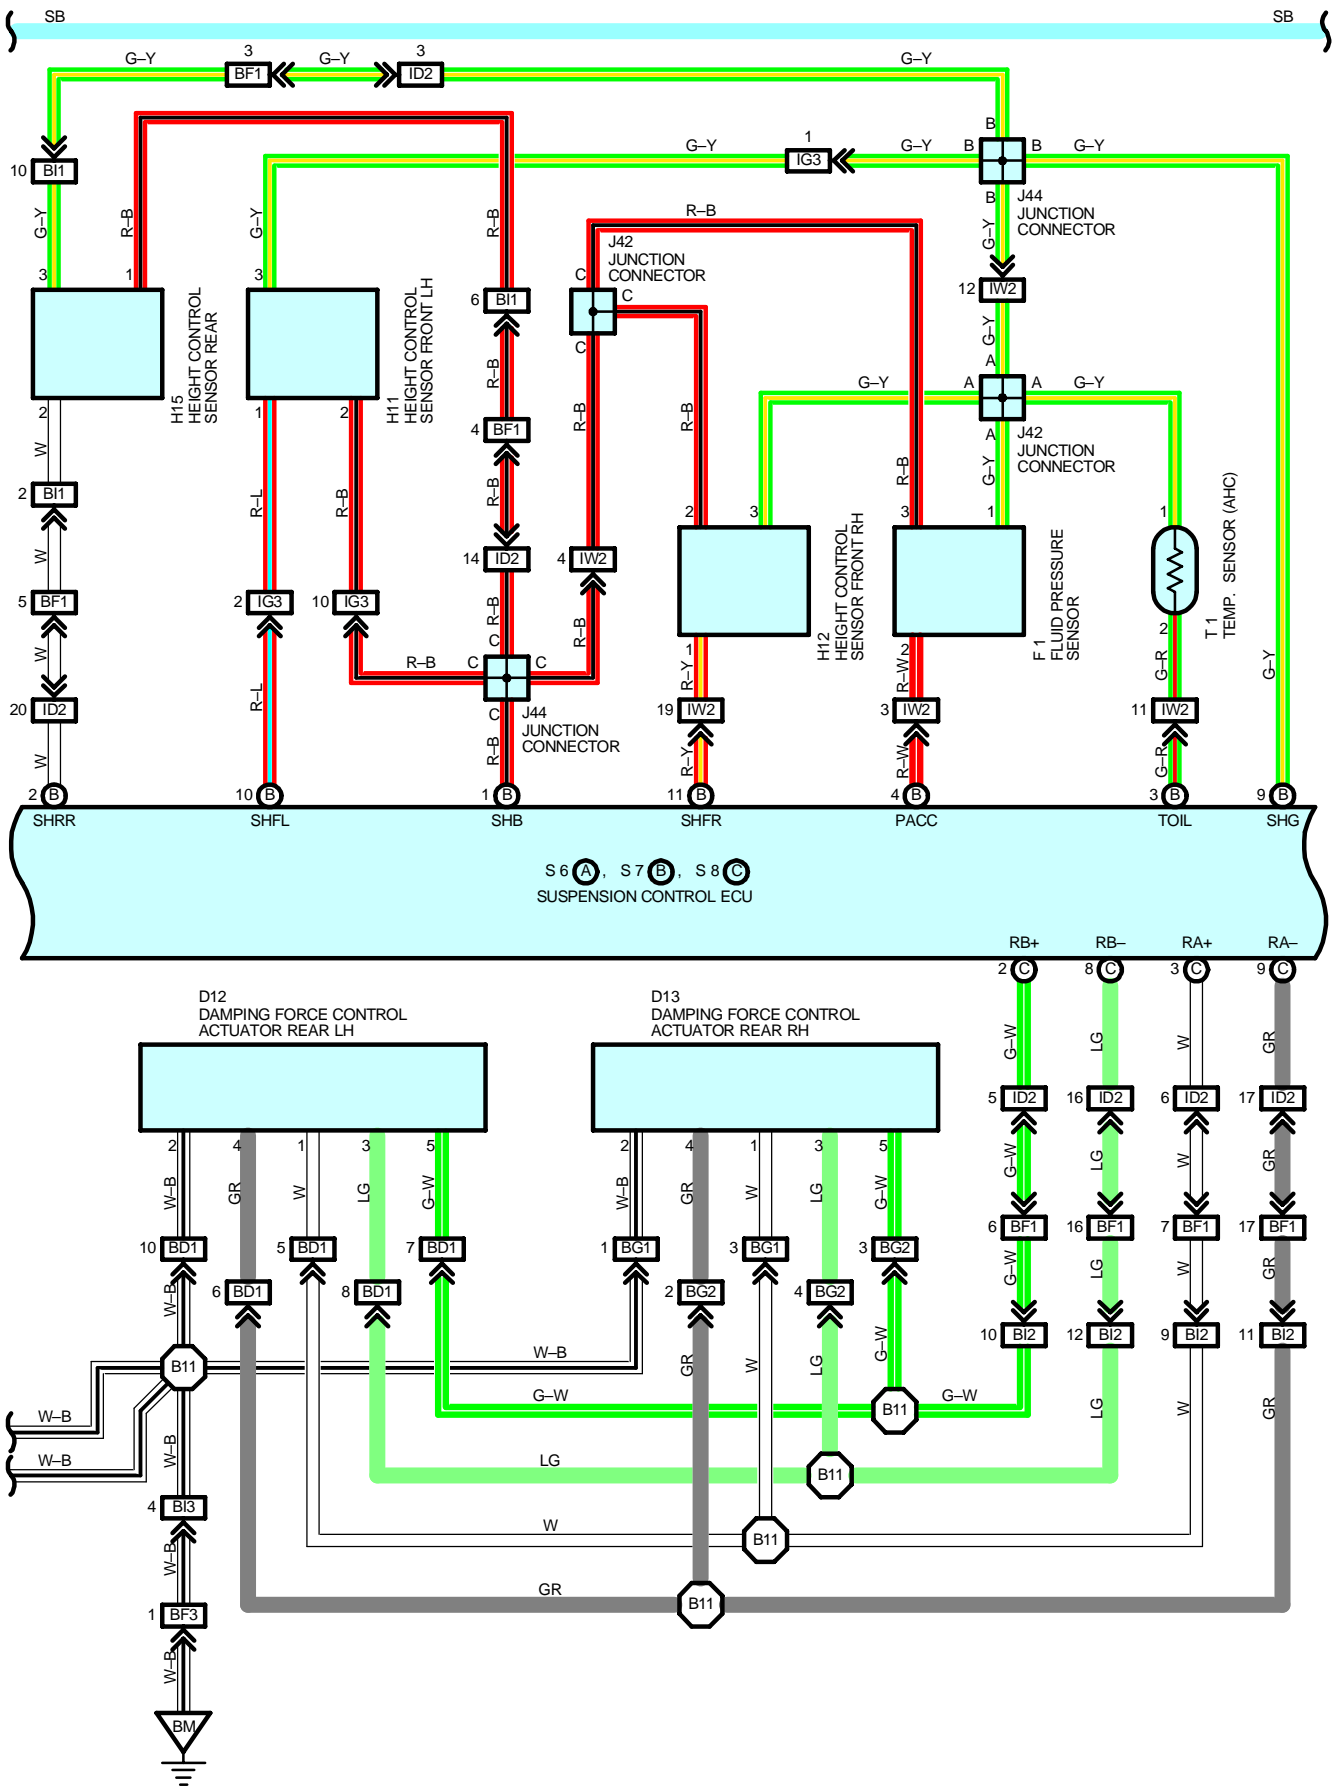 SB
SB
G–Y
3
BF1
G–Y
3
ID2
G–Y
10
BI1
G–Y
R–B
G–Y
R–B
G–Y
1
IG3
G–Y
B
B
B
B
G–Y
J44
JUNCTION
CONNECTOR
G–Y
12
IW2
G–Y
R–B
J42
JUNCTION
CONNECTOR
C
C
C
3
1
H15
HEIGHT CONTROL
SENSOR REAR
3
H11
HEIGHT CONTROL
SENSOR FRONT LH
6
BI1
R–B
4
BF1
R–B
14
ID2
R–B
R–B
4
IW2
R–B
R–B
G–Y
A
A
A
A
G–Y
J42
JUNCTION
CONNECTOR
G–Y
R–B
2
W
2
BI1
W
5
BF1
W
20
ID2
W
1
R–L
2
IG3
R–L
2
R–B
10
IG3
R–B
C
C
C
C
J44
JUNCTION
CONNECTOR
R–B
2
3
H12
HEIGHT CONTROL
SENSOR FRONT RH
1
R–Y
19
IW2
R–Y
3
1
F 1
FLUID PRESSURE
SENSOR
2
R–W
3
IW2
R–W
1
T 1
TEMP. SENSOR (AHC)
2
G–R
11
IW2
G–R
G–Y
2
B
10
B
1
B
11
B
4
B
3
B
9
B
SHRR
SHFL
SHB
SHFR
PACC
TOIL
SHG
S 6 A , S 7 B , S 8 C
SUSPENSION CONTROL ECU
RB+
RB–
RA+
RA–
2
C
8
C
3
C
9
C
D12
DAMPING FORCE CONTROL
ACTUATOR REAR LH
D13
DAMPING FORCE CONTROL
ACTUATOR REAR RH
G–W
LG
W
GR
5
ID2
16
ID2
6
ID2
17
ID2
2
4
1
3
5
2
4
1
3
5
W–B
GR
W
LG
G–W
W–B
GR
W
LG
G–W
G–W
LG
W
GR
6
BF1
16
BF1
7
BF1
17
BF1
10
BD1
5
BD1
7
BD1
1
BG1
3
BG1
3
BG2
G–W
LG
W
GR
6
BD1
8
BD1
2
BG2
4
BG2
W–B
10
BI2
12
BI2
9
BI2
11
BI2
B11
W–B
GR
W
LG
G–W
G–W
B11
G–W
LG
W
GR
W–B
W–B
W–B
LG
B11
4
BI3
W
B11
W–B
GR
B11
1
BF3
W–B
BM